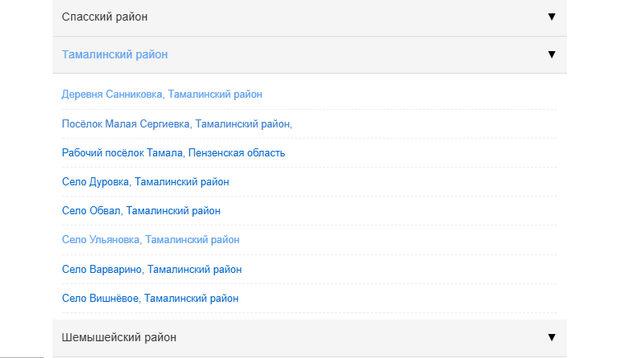 Спасский район
▼
Тамалинский район
▼
Деревня Санниковка, Тамалинский район
Посёлок Малая Сергиевка, Тамалинский район,
Рабочий посёлок Тамала, Пензенская область
Село Дуровка, Тамалинский район
Село Обвал, Тамалинский район
Село Ульяновка, Тамалинский район
Село Варварино, Тамалинский район
Село Вишнёвое, Тамалинский район
Шемышейский район
▼